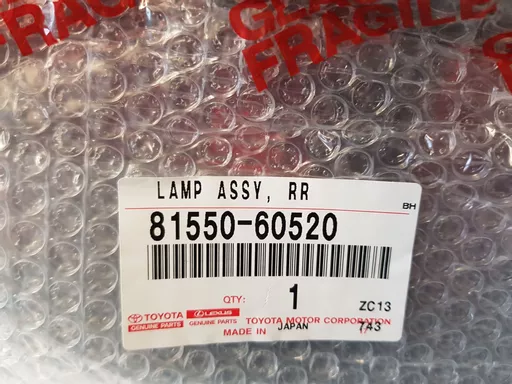 GLASS
FRAGILE
LAMP ASSY, RR
BH
81550-60520
QTY: 1
ZC13
TOYOTA LEXUS TOYOTA MOTOR CORPORATION
GENUINE PARTS GENUINE PARTS 743
MADE IN JAPAN